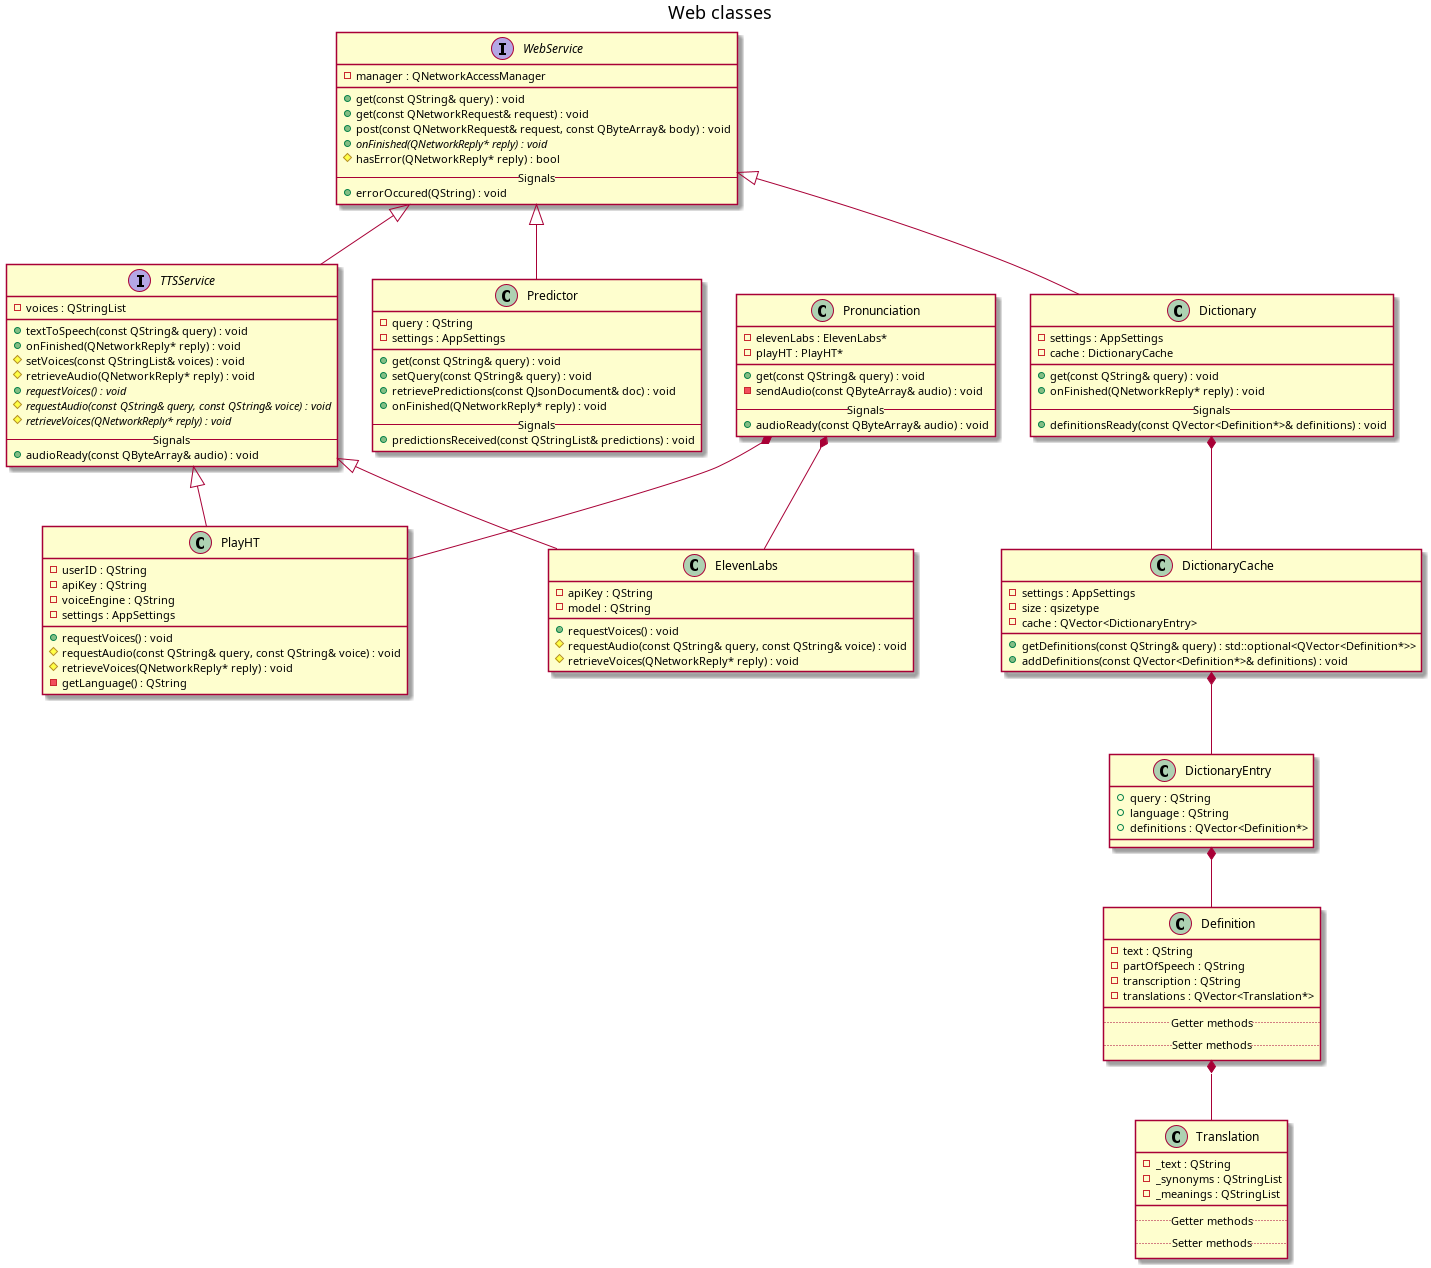 Web classes
I WebService
manager : QNetworkAccessManager
get(const QString& query) : void
get(const QNetworkRequest& request) : void
post(const QNetworkRequest& request, const QByteArray& body) : void
onFinished(QNetworkReply* reply) : void
hasError(QNetworkReply* reply) : bool
Signals
errorOccured(QString) : void
I TTSService
voices : QStringList
textToSpeech(const QString& query) : void
onFinished(QNetworkReply* reply) : void
setVoices(const QStringList& voices) : void
retrieveAudio(QNetworkReply* reply) : void
requestVoices() : void
requestAudio(const QString& query, const QString& voice) : void
retrieveVoices(QNetworkReply* reply) : void
Signals
audioReady(const QByteArray& audio) : void
C Predictor
query : QString
settings : AppSettings
get(const QString& query) : void
setQuery(const QString& query) : void
retrievePredictions(const QJsonDocument& doc) : void
onFinished(QNetworkReply* reply) : void
Signals
predictionsReceived(const QStringList& predictions) : void
C Pronunciation
elevenLabs : ElevenLabs*
playHT : PlayHT*
get(const QString& query) : void
sendAudio(const QByteArray& audio) : void
Signals
audioReady(const QByteArray& audio) : void
C Dictionary
settings : AppSettings
cache : DictionaryCache
get(const QString& query) : void
onFinished(QNetworkReply* reply) : void
Signals
definitionsReady(const QVector<Definition*>& definitions) : void
C PlayHT
userID : QString
apiKey : QString
voiceEngine : QString
settings : AppSettings
requestVoices() : void
requestAudio(const QString& query, const QString& voice) : void
retrieveVoices(QNetworkReply* reply) : void
getLanguage() : QString
C ElevenLabs
apiKey : QString
model : QString
requestVoices() : void
requestAudio(const QString& query, const QString& voice) : void
retrieveVoices(QNetworkReply* reply) : void
C DictionaryCache
settings : AppSettings
size : qsizetype
cache : QVector<DictionaryEntry>
getDefinitions(const QString& query) : std::optional<QVector<Definition*>>
addDefinitions(const QVector<Definition*>& definitions) : void
C DictionaryEntry
query : QString
language : QString
definitions : QVector<Definition*>
C Definition
text : QString
partOfSpeech : QString
transcription : QString
translations : QVector<Translation*>
Getter methods
Setter methods
C Translation
_text : QString
_synonyms : QStringList
_meanings : QStringList
Getter methods
Setter methods